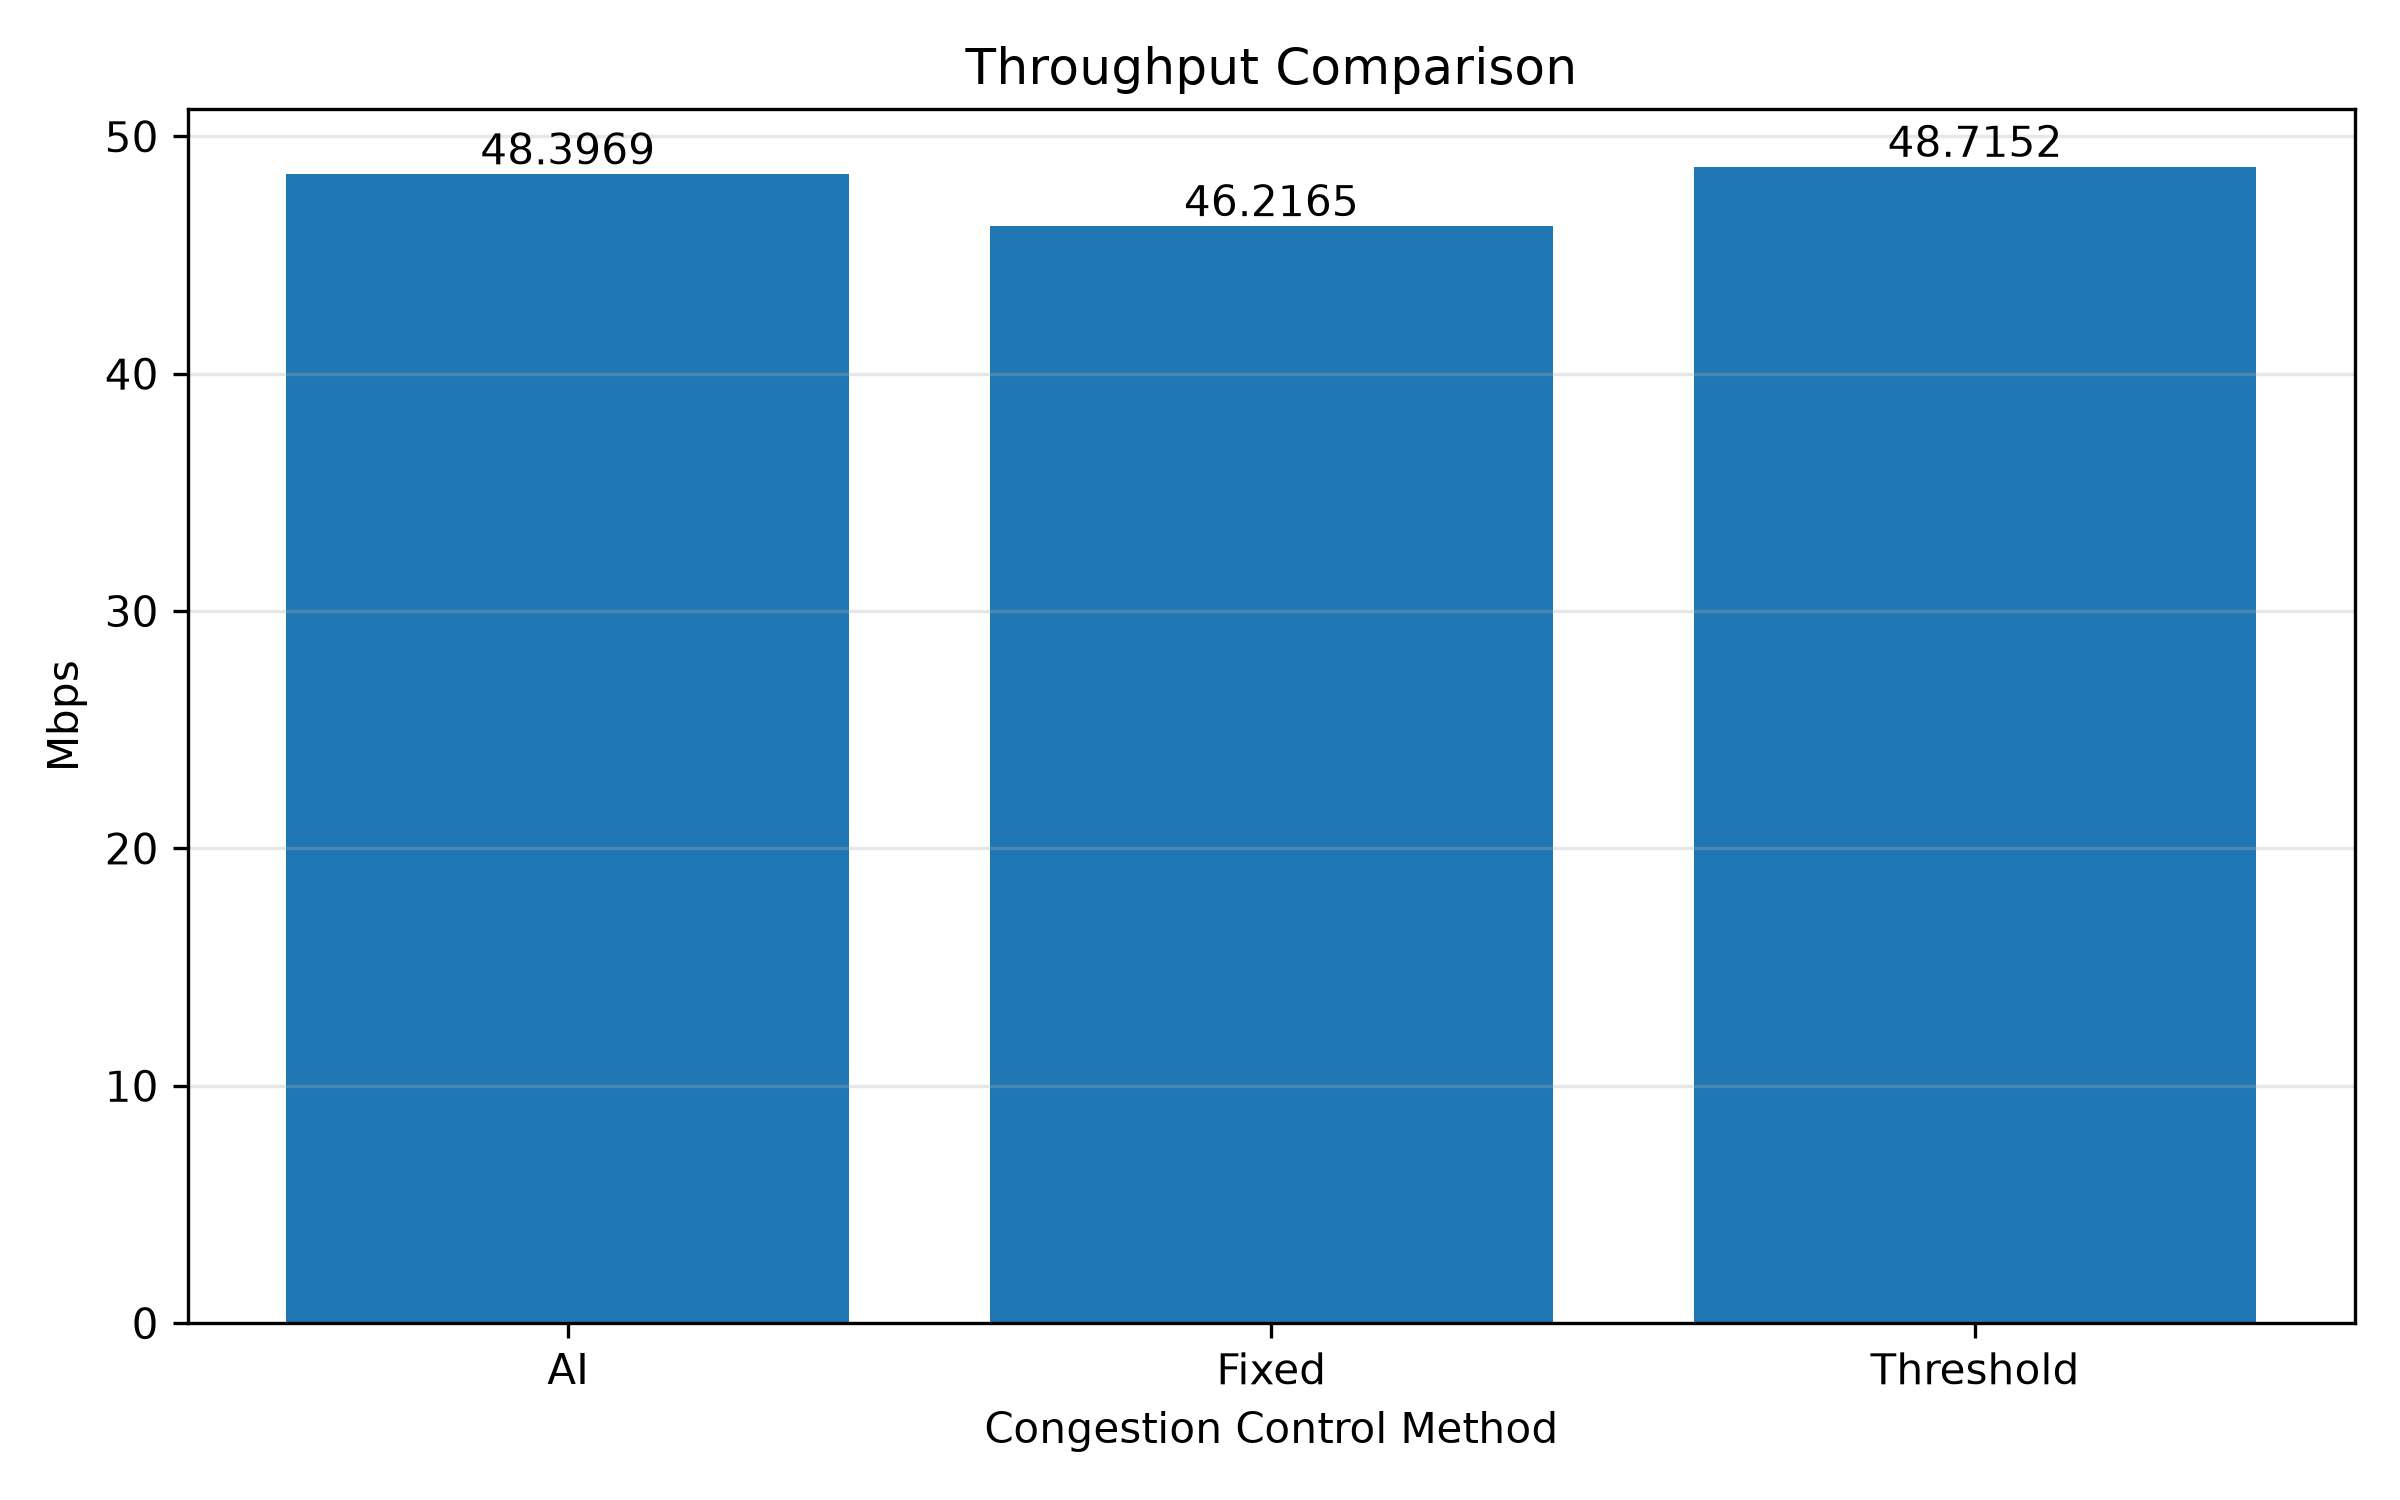 Throughput Comparison
50
40
30
20
10
0
Mbps
48.3969
46.2165
48.7152
AI
Fixed
Threshold
Congestion Control Method